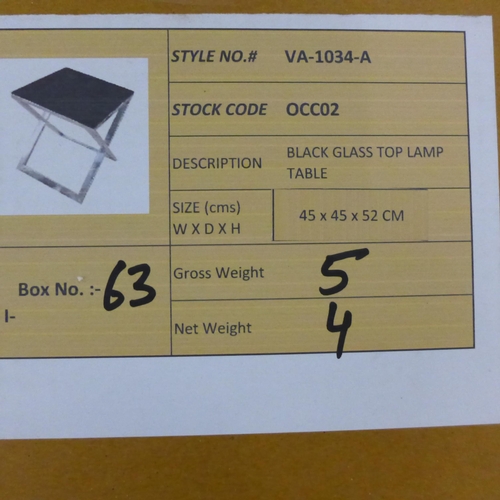 STYLE NO.# VA-1034-A
STOCK CODE OCC02
DESCRIPTION BLACK GLASS TOP LAMP
TABLE
SIZE (cms)
W X D X H 45 x 45 x 52 CM
Gross Weight 5
Box No. :- 63
I-
Net Weight 4